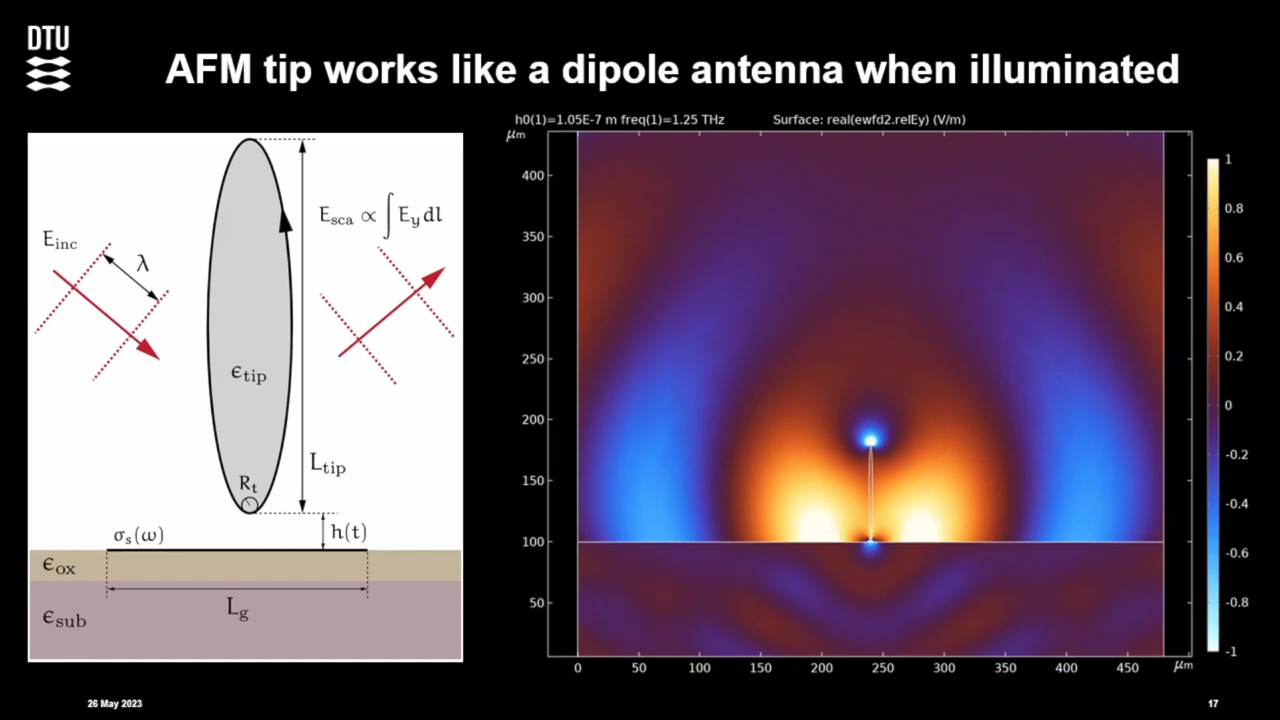 DTU
AFM tip works like a dipole antenna when illuminated
E_inc
λ
E_sca ∝ ∫ E_y dl
ϵ_tip
L_tip
R_t
h(t)
σ_s(ω)
ϵ_ox
L_g
ϵ_sub
h0(1)=1.05E-7 m freq(1)=1.25 THz Surface: real(ewfd2.relEy) (V/m)
μm
400
350
300
250
200
150
100
50
0 50 100 150 200 250 300 350 400 450 μm
1
0.8
0.6
0.4
0.2
0
-0.2
-0.4
-0.6
-0.8
-1
26 May 2023
17